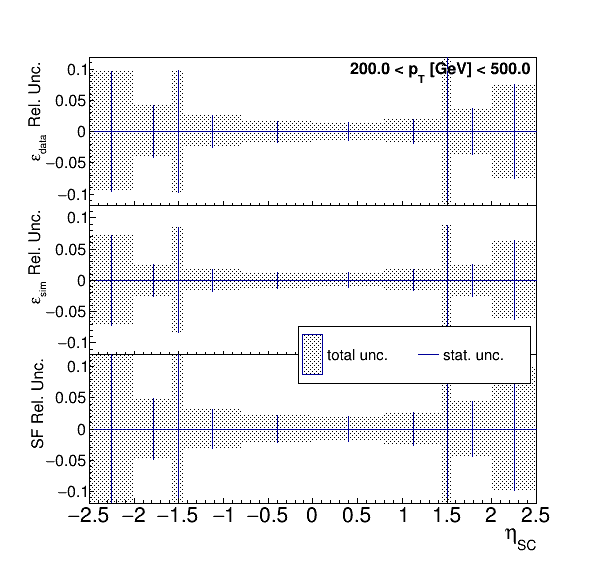 200.0 < p_T [GeV] < 500.0
ε_data Rel. Unc.
0.1
0.05
0
−0.05
−0.1
ε_sim Rel. Unc.
0.1
0.05
0
−0.05
−0.1
total unc. stat. unc.
SF Rel. Unc.
0.1
0.05
0
−0.05
−0.1
−2.5 −2 −1.5 −1 −0.5 0 0.5 1 1.5 2 2.5
η_SC